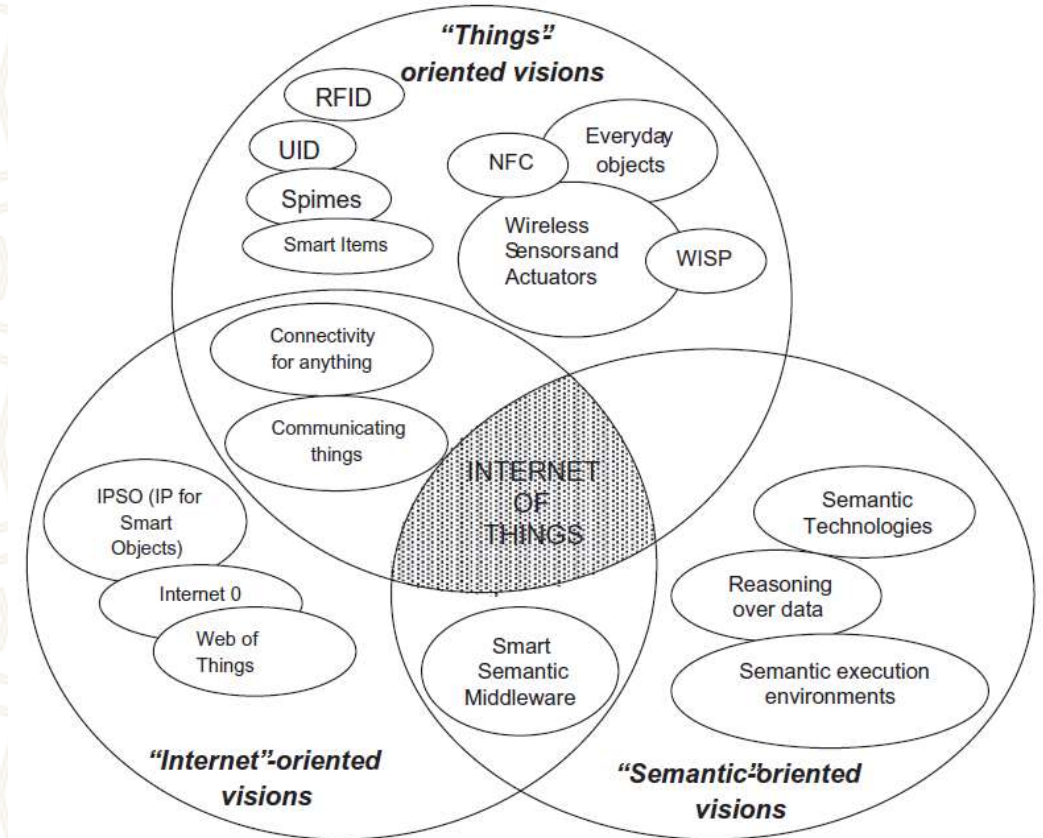 “Things”-
oriented visions
RFID
UID
Spimes
Smart Items
NFC
Everyday
objects
Wireless
Sensorsand
Actuators
WISP
Connectivity
for anything
Communicating
things
INTERNET
OF
THINGS
IPSO (IP for
Smart
Objects)
Internet 0
Web of
Things
Semantic
Technologies
Reasoning
over data
Semantic execution
environments
Smart
Semantic
Middleware
“Internet”-oriented
visions
“Semantic”-oriented
visions